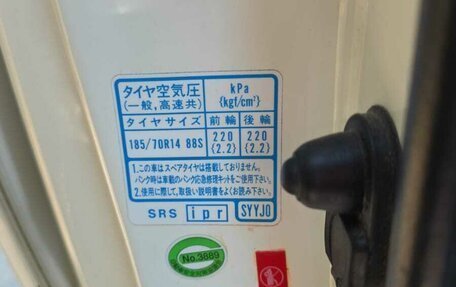 タイヤ空気圧 kPa
(一般,高速共) {kgf/cm²}
タイヤサイズ 前輪 後輪
185/70R14 88S 220 220
{2.2} {2.2}
1.この車はスペアタイヤは搭載しておりません。
パンク時は車載のパンク応急修理キットをご使用下さい。
2.使用に際して、取扱い説明書をよくお読み下さい。
SRS ipr SYYJ0
No.3889